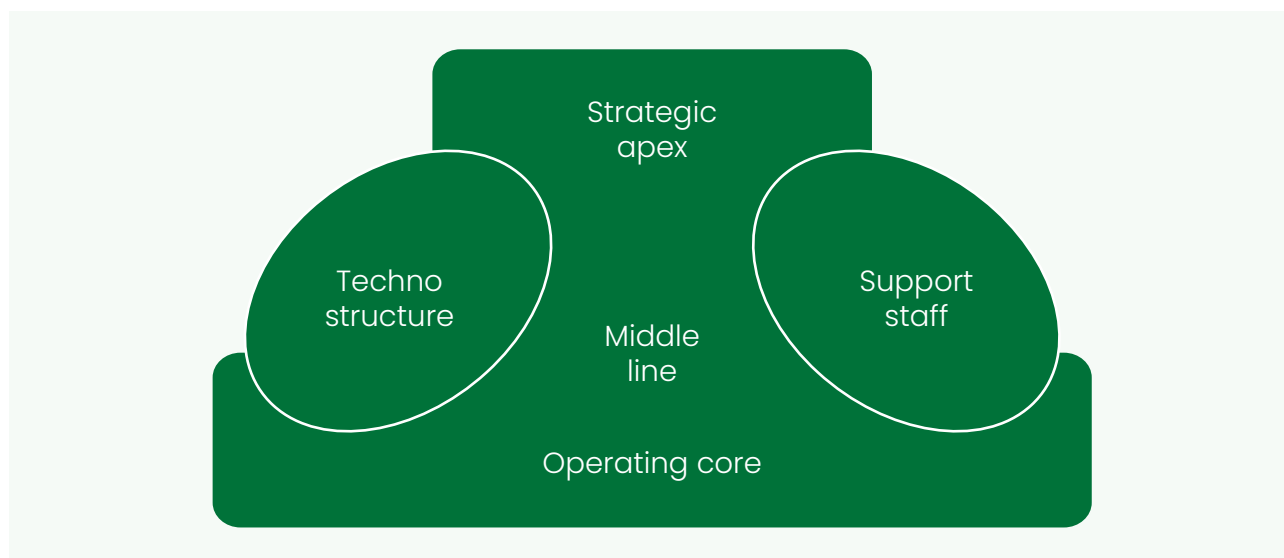 Strategic
apex
Techno
structure
Support
staff
Middle
line
Operating core